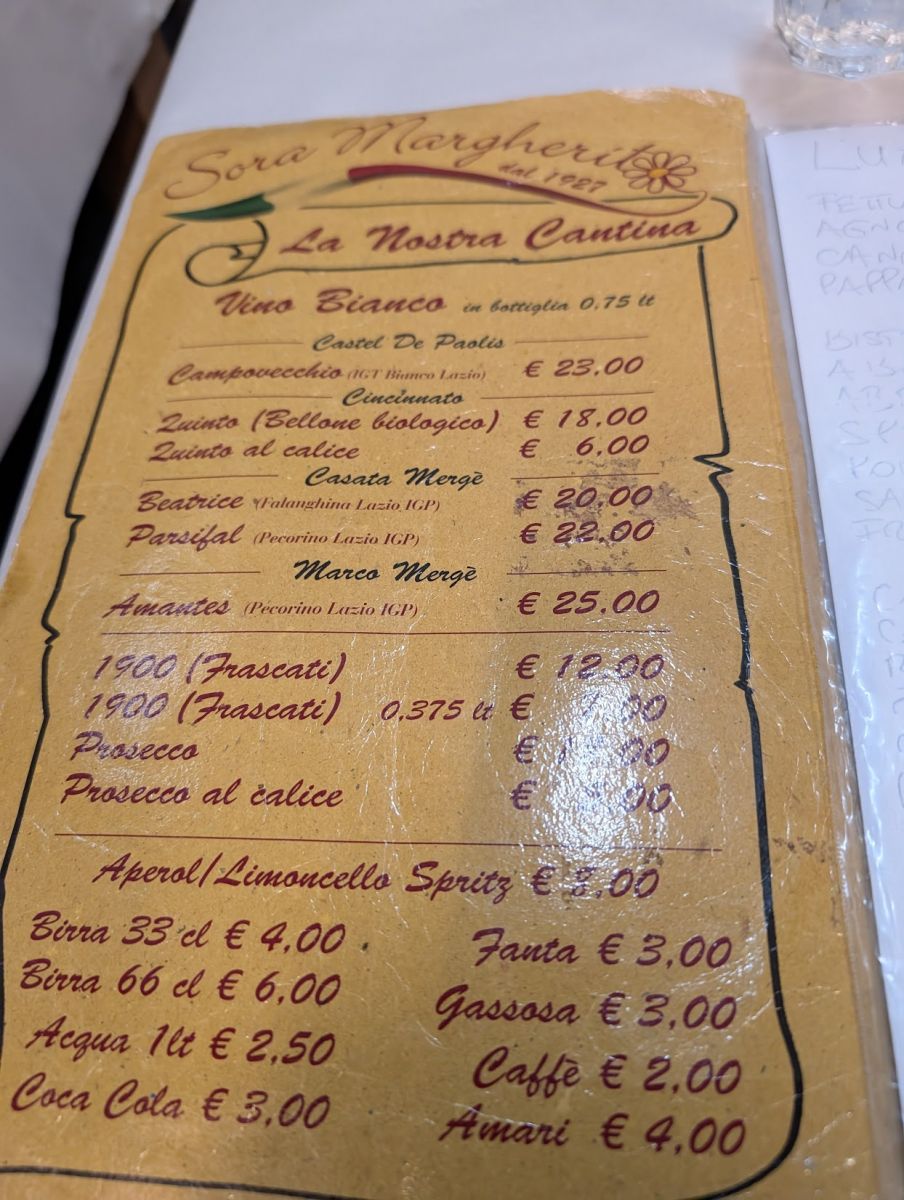 Sora Margherita
dal 1927
La Nostra Cantina
Vino Bianco in bottiglia 0,75 lt
Castel De Paolis
Campovecchio (IGT Bianco Lazio) € 23,00
Cincinnato
Quinto (Bellone biologico) € 18,00
Quinto al calice € 6,00
Casata Mergè
Beatrice (Falanghina Lazio IGP) € 20,00
Parsifal (Pecorino Lazio IGP) € 22,00
Marco Mergè
Amantes (Pecorino Lazio IGP) € 25,00
1900 (Frascati) € 12,00
1900 (Frascati) 0,375 lt €
Prosecco €
Prosecco al calice €
Aperol/Limoncello Spritz € 8,00
Birra 33 cl € 4,00
Birra 66 cl € 6,00
Acqua 1lt € 2,50
Coca Cola € 3,00
Fanta € 3,00
Gassosa € 3,00
Caffè € 2,00
Amari € 4,00